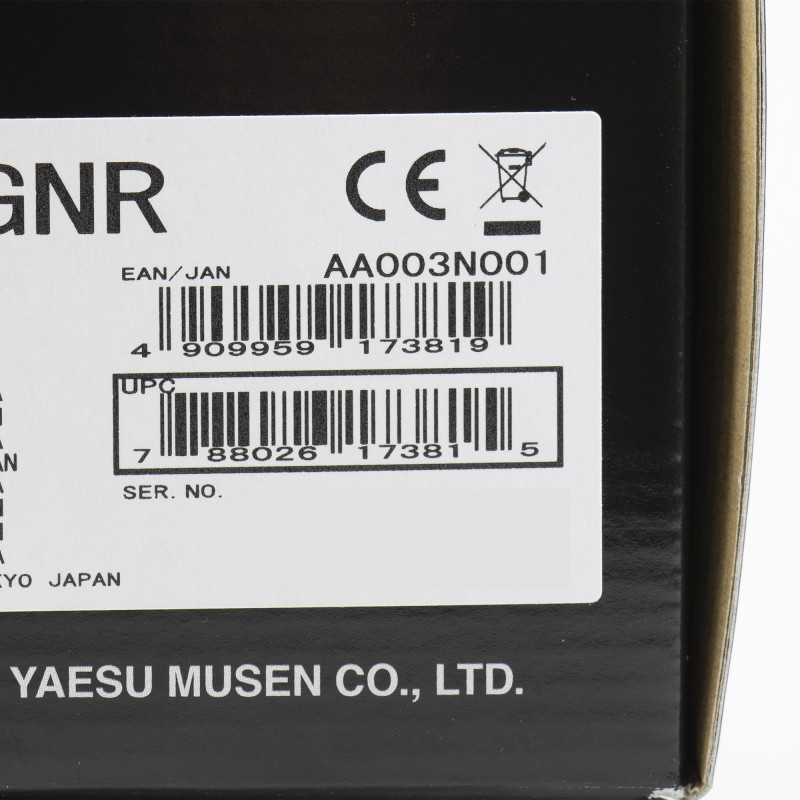 GNR
CE
EAN/JAN
AA003N001
4 909959 173819
UPC
7 88026 17381 5
AN
SER. NO.
YO JAPAN
YAESU MUSEN CO., LTD.